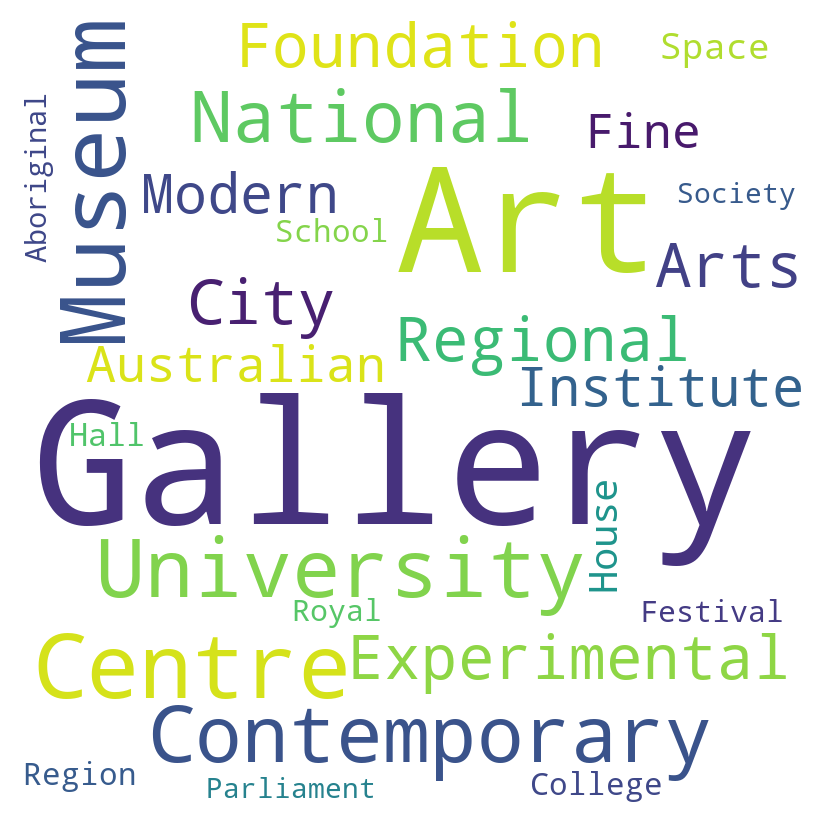 Foundation
Space
Museum
National
Fine
Aboriginal
Modern
Art
Society
School
Arts
City
Regional
Australian
Institute
Gallery
Hall
House
University
Royal
Festival
Centre
Experimental
Contemporary
Region
Parliament
College